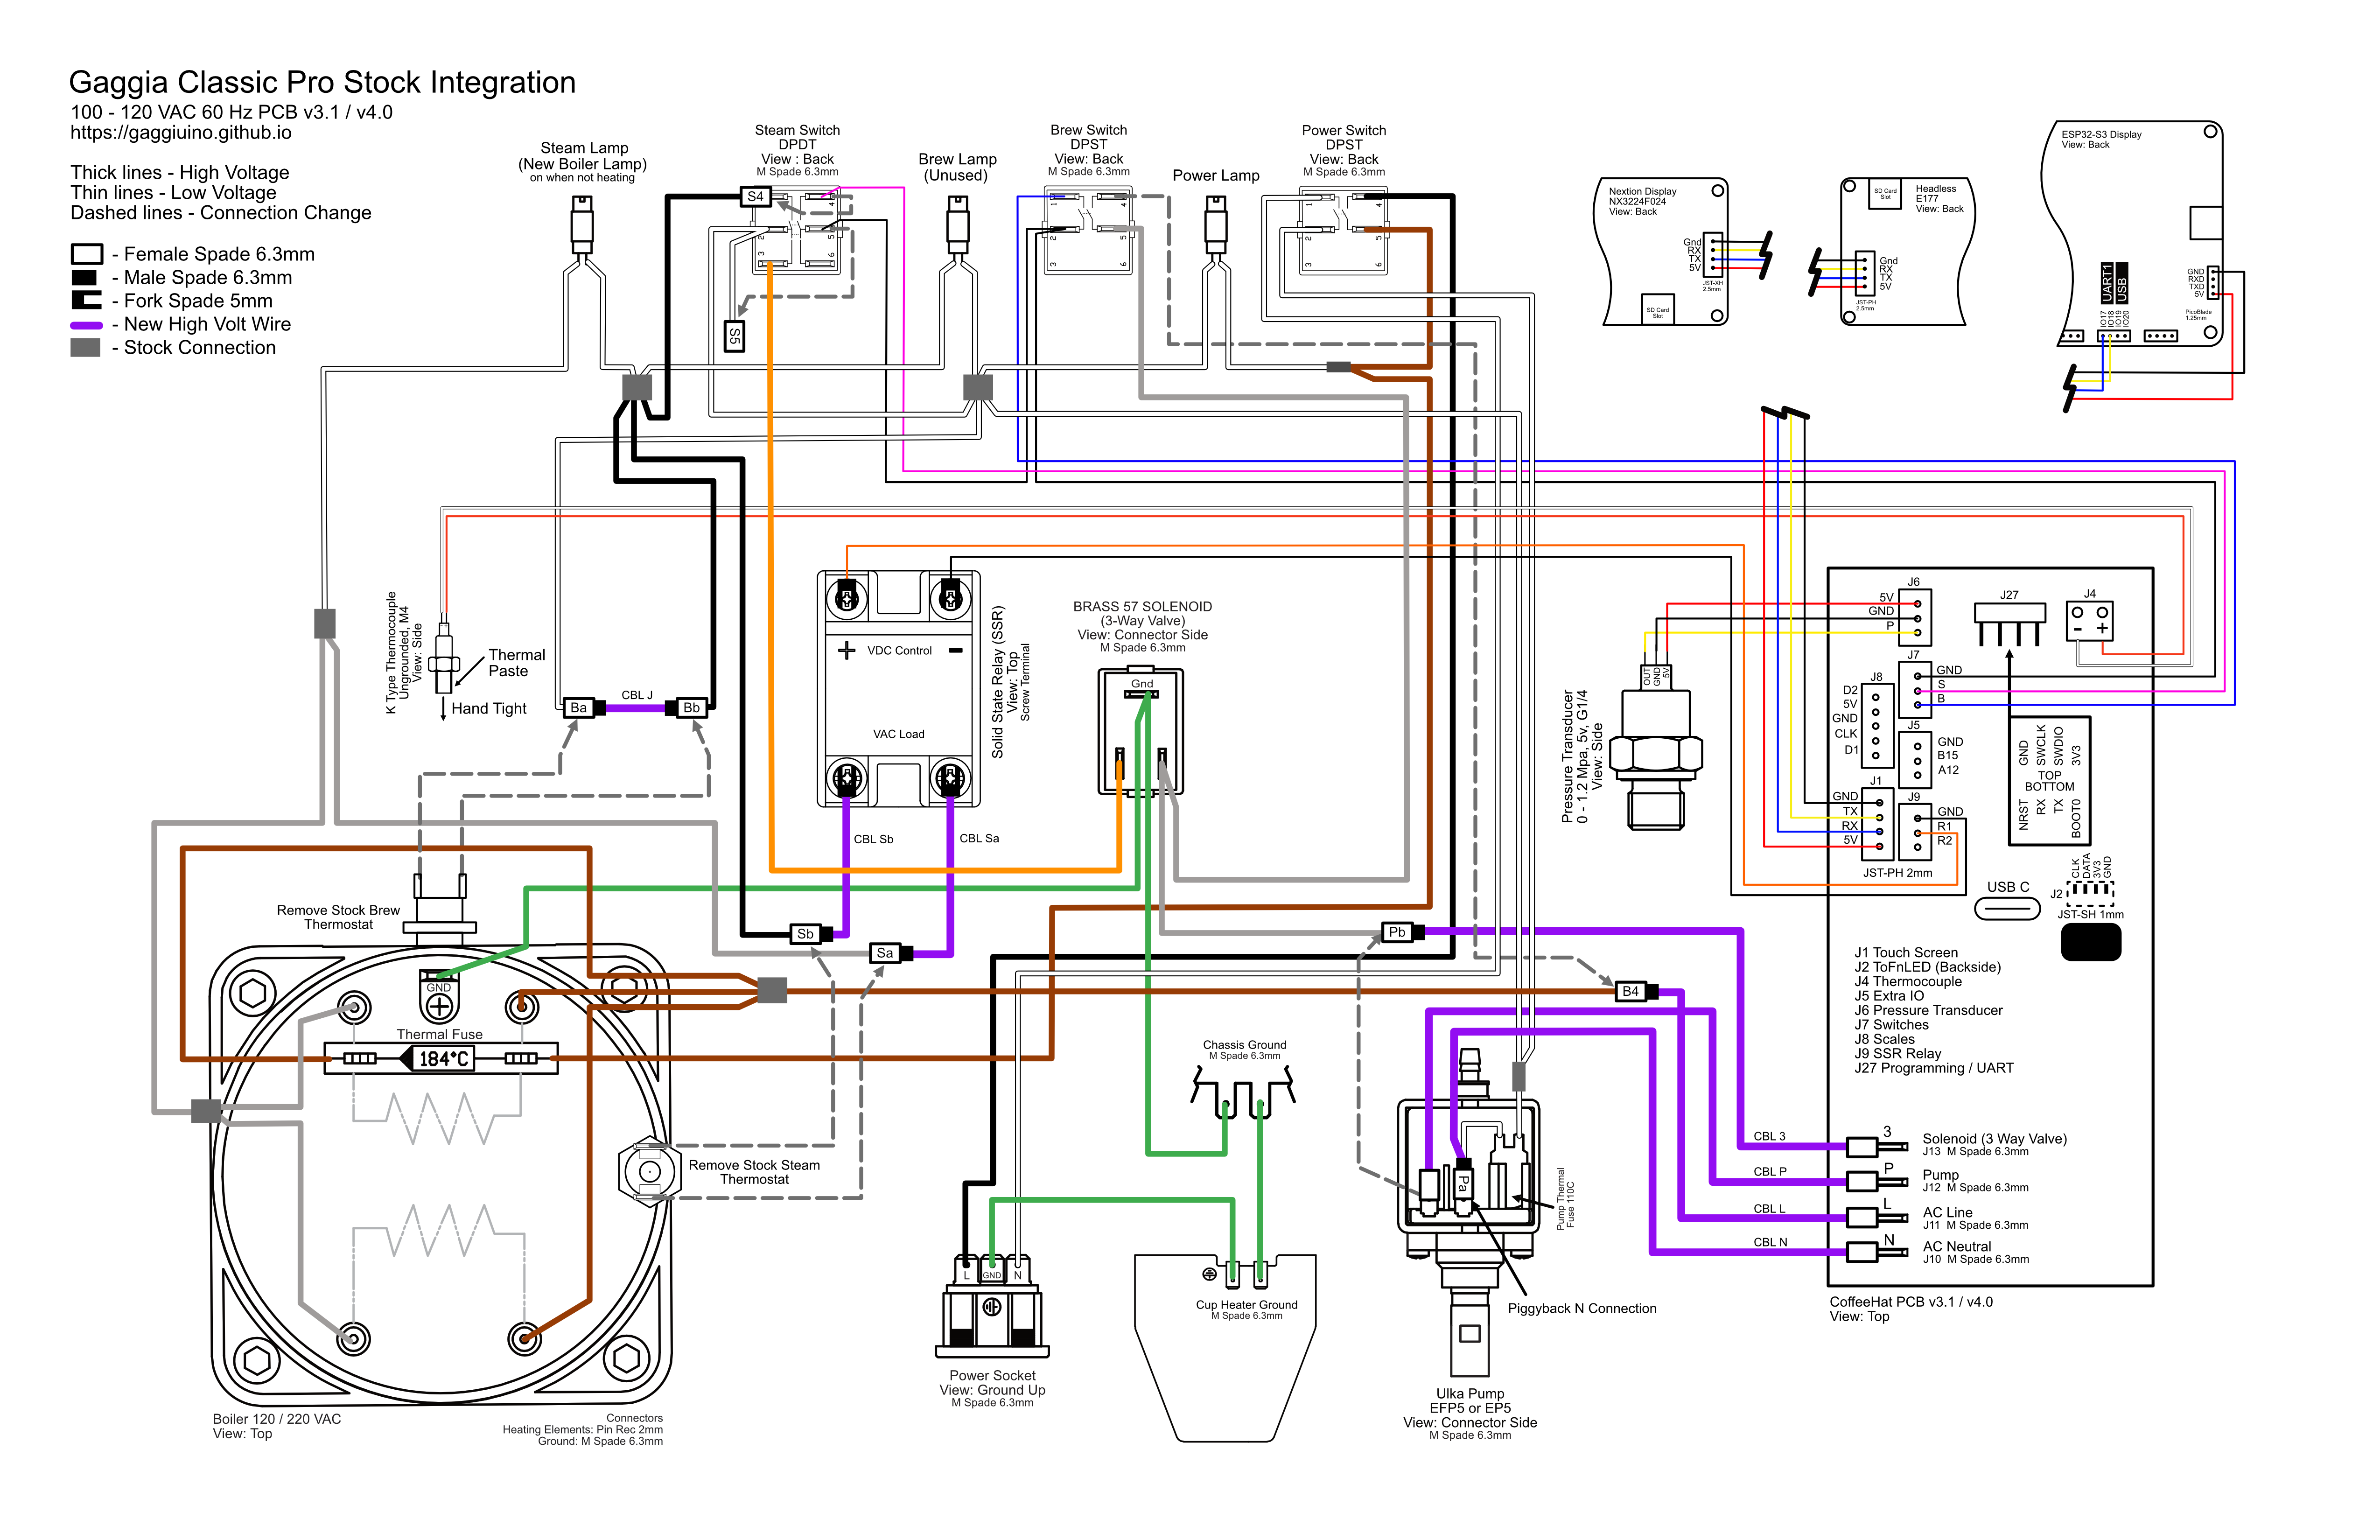 Gaggia Classic Pro Stock Integration
100 - 120 VAC 60 Hz PCB v3.1 / v4.0
https://gaggiuino.github.io
Thick lines - High Voltage
Thin lines - Low Voltage
Dashed lines - Connection Change
- Female Spade 6.3mm
- Male Spade 6.3mm
- Fork Spade 5mm
- New High Volt Wire
- Stock Connection
Steam Lamp
(New Boiler Lamp)
on when not heating
Steam Switch
DPDT
View : Back
M Spade 6.3mm
S4
4
2
5
3
6
S5
Brew Lamp
(Unused)
Brew Switch
DPST
View: Back
M Spade 6.3mm
1
4
2
5
3
6
Power Lamp
Power Switch
DPST
View: Back
M Spade 6.3mm
1
4
2
5
3
6
Nextion Display
NX3224F024
View: Back
Gnd
RX
TX
5V
JST-XH
2.5mm
SD Card
Slot
SD Card
Slot
Headless
E177
View: Back
Gnd
RX
TX
5V
JST-PH
2.5mm
ESP32-S3 Display
View: Back
UART1
USB
IO17
IO18
IO19
IO20
GND
RXD
TXD
5V
PicoBlade
1.25mm
K Type Thermocouple
Ungrounded, M4
View: Side
Thermal
Paste
Hand Tight
Ba
CBL J
Bb
VDC Control
VAC Load
Solid State Relay (SSR)
View: Top
Screw Terminal
CBL Sb
CBL Sa
Sb
Sa
BRASS 57 SOLENOID
(3-Way Valve)
View: Connector Side
M Spade 6.3mm
Gnd
Pressure Transducer
0 - 1.2 Mpa, 5v, G1/4
View: Side
OUT
GND
5V
J6
5V
GND
P
J27
J4
- +
J7
GND
S
B
J8
D2
5V
GND
CLK
D1
J5
GND
B15
A12
J1
GND
TX
RX
5V
J9
GND
R1
R2
JST-PH 2mm
GND
SWCLK
SWDIO
3V3
TOP
BOTTOM
NRST
RX
TX
BOOT0
USB C
CLK
DATA
3V3
GND
J2
JST-SH 1mm
J1 Touch Screen
J2 ToFnLED (Backside)
J4 Thermocouple
J5 Extra IO
J6 Pressure Transducer
J7 Switches
J8 Scales
J9 SSR Relay
J27 Programming / UART
CBL 3
3
Solenoid (3 Way Valve)
J13 M Spade 6.3mm
CBL P
P
Pump
J12 M Spade 6.3mm
CBL L
L
AC Line
J11 M Spade 6.3mm
CBL N
N
AC Neutral
J10 M Spade 6.3mm
CoffeeHat PCB v3.1 / v4.0
View: Top
Remove Stock Brew
Thermostat
GND
Thermal Fuse
184°C
Remove Stock Steam
Thermostat
Boiler 120 / 220 VAC
View: Top
Connectors
Heating Elements: Pin Rec 2mm
Ground: M Spade 6.3mm
L
GND
N
Power Socket
View: Ground Up
M Spade 6.3mm
Chassis Ground
M Spade 6.3mm
Cup Heater Ground
M Spade 6.3mm
Pb
B4
Pa
Pump Thermal
Fuse 110C
Piggyback N Connection
Ulka Pump
EFP5 or EP5
View: Connector Side
M Spade 6.3mm